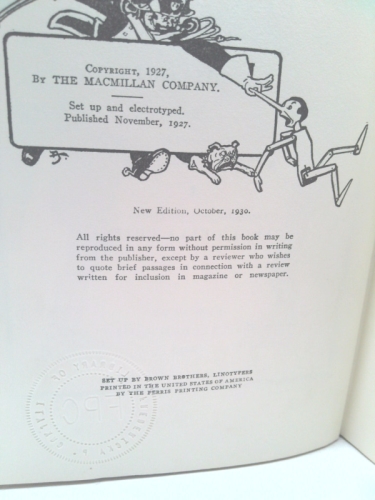 COPYRIGHT, 1927,
BY THE MACMILLAN COMPANY.
Set up and electrotyped.
Published November, 1927.
New Edition, October, 1930.
All rights reserved—no part of this book may be
reproduced in any form without permission in writing
from the publisher, except by a reviewer who wishes
to quote brief passages in connection with a review
written for inclusion in magazine or newspaper.
SET UP BY BROWN BROTHERS, LINOTYPERS
PRINTED IN THE UNITED STATES OF AMERICA
BY THE FERRIS PRINTING COMPANY